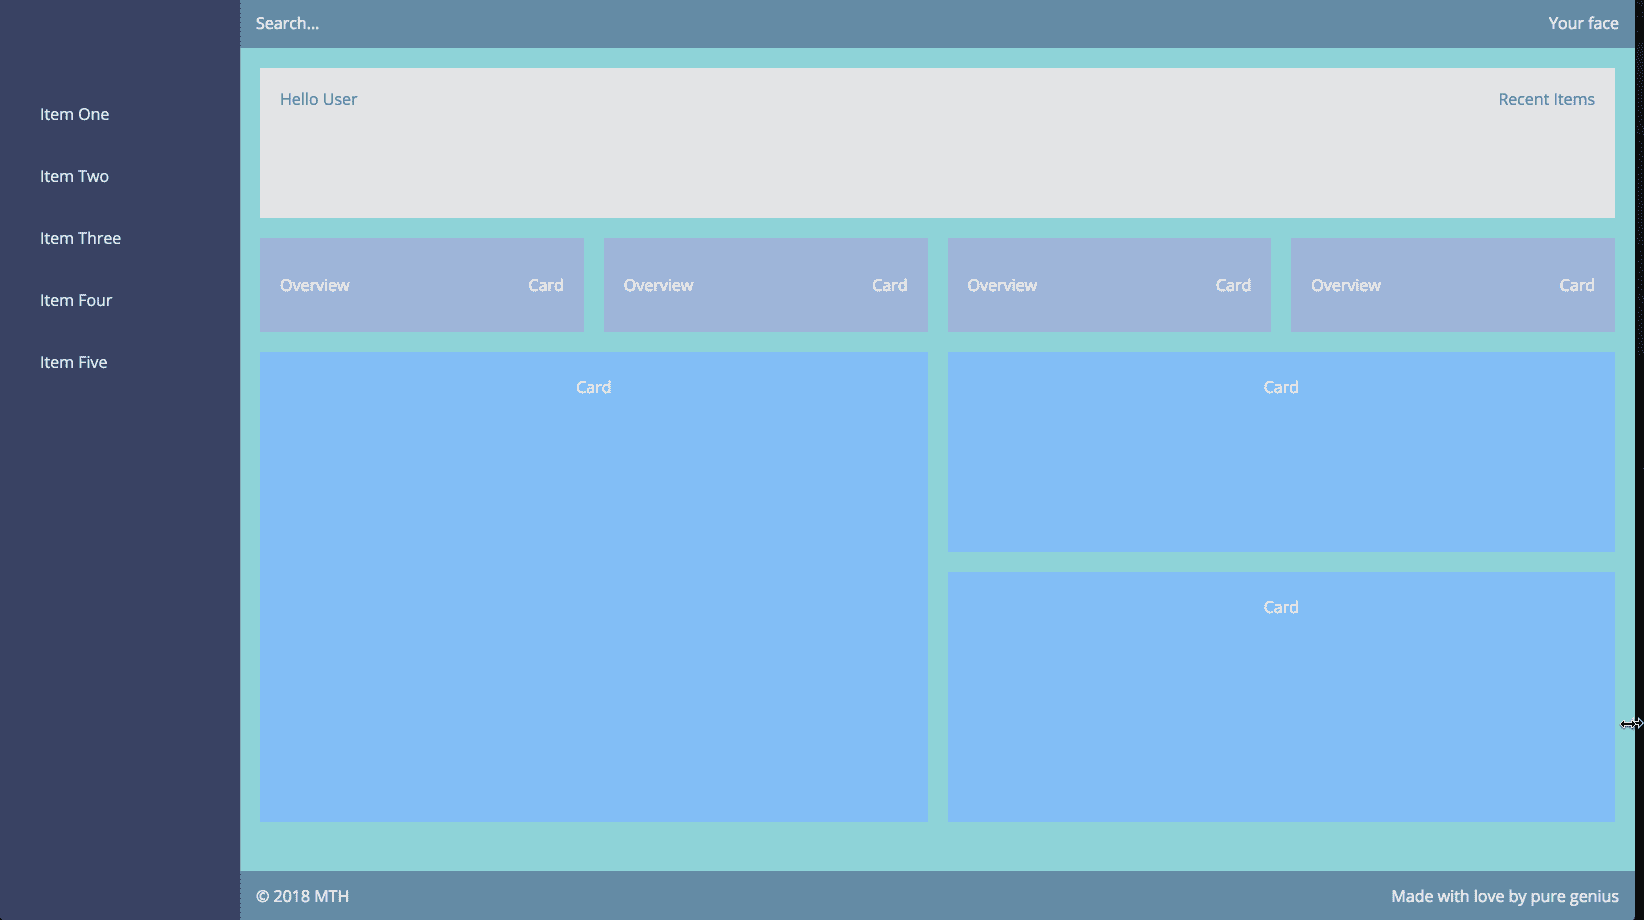 Search...
Your face
Item One
Item Two
Item Three
Item Four
Item Five
Hello User
Recent Items
Overview Card
Overview Card
Overview Card
Overview Card
Card
Card
Card
© 2018 MTH
Made with love by pure genius